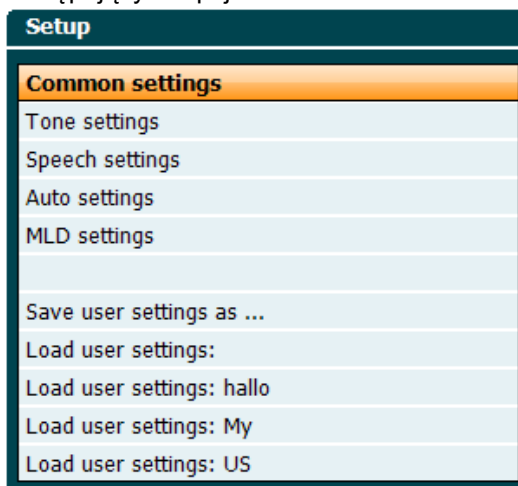 Setup
Common settings
Tone settings
Speech settings
Auto settings
MLD settings
Save user settings as ...
Load user settings:
Load user settings: hallo
Load user settings: My
Load user settings: US